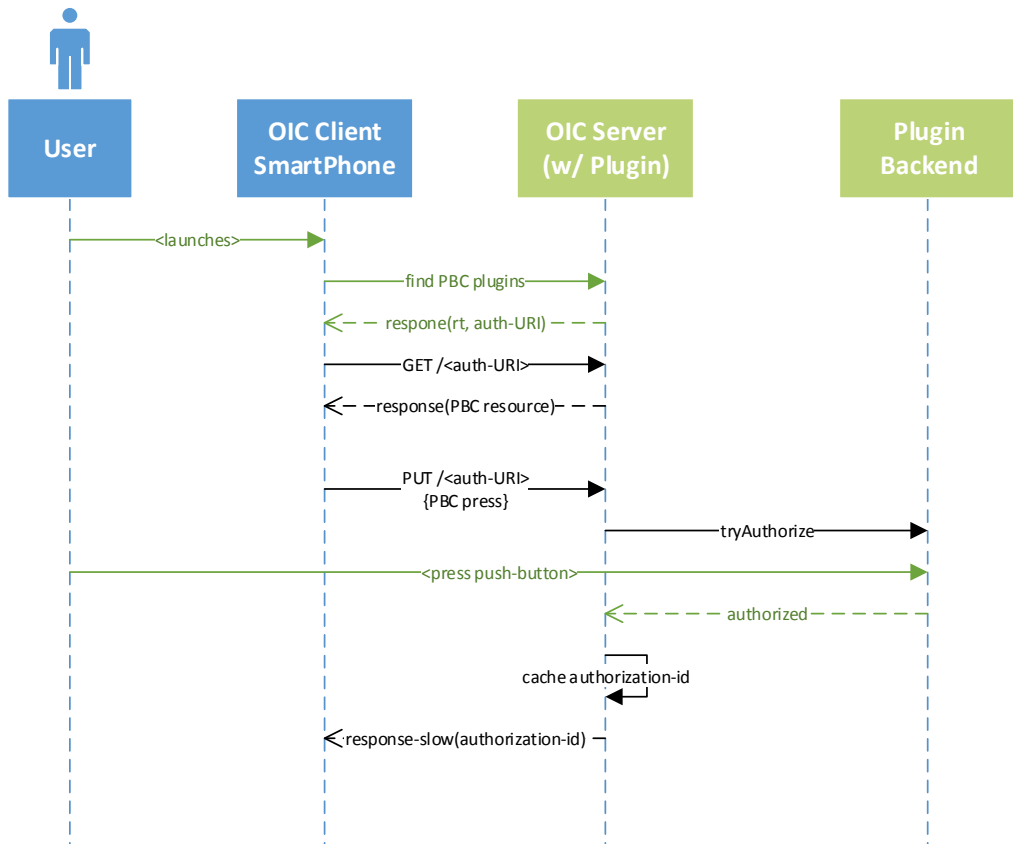 User
OIC Client
SmartPhone
OIC Server
(w/ Plugin)
Plugin
Backend
<launches>
find PBC plugins
respone(rt, auth-URI)
GET /<auth-URI>
response(PBC resource)
PUT /<auth-URI>
{PBC press}
tryAuthorize
<press push-button>
authorized
cache authorization-id
response-slow(authorization-id)